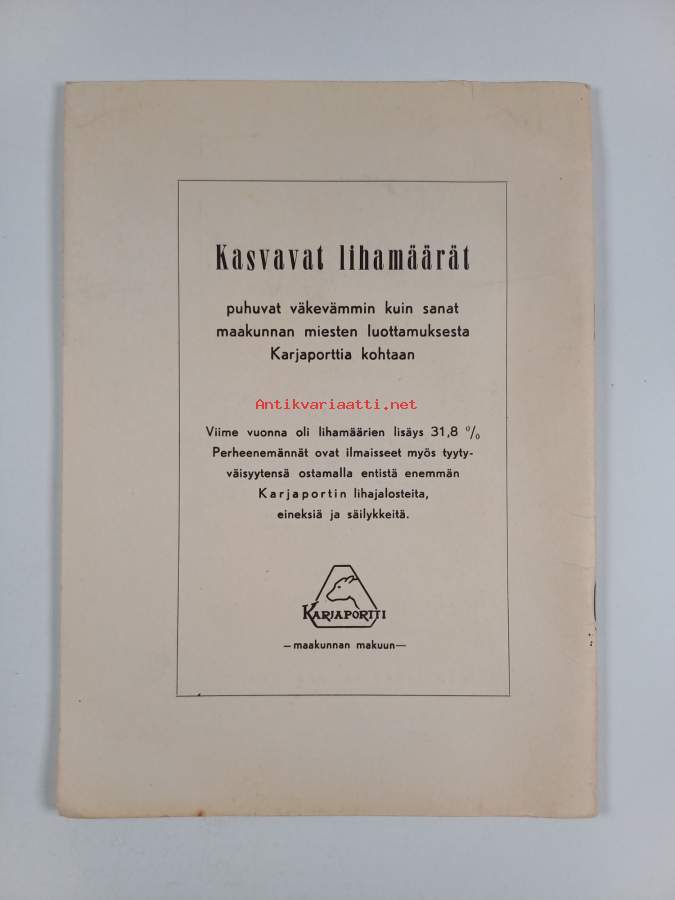 Kasvavat lihamäärät
puhuvat väkevämmin kuin sanat
maakunnan miesten luottamuksesta
Karjaporttia kohtaan
Antikvariaatti.net
Viime vuonna oli lihamäärien lisäys 31,8 %
Perheenemännät ovat ilmaisseet myös tyyty-
väisyytensä ostamalla entistä enemmän
Karjaportin lihajalosteita,
eineksiä ja säilykkeitä.
KARJAPORTTI
—maakunnan makuun—